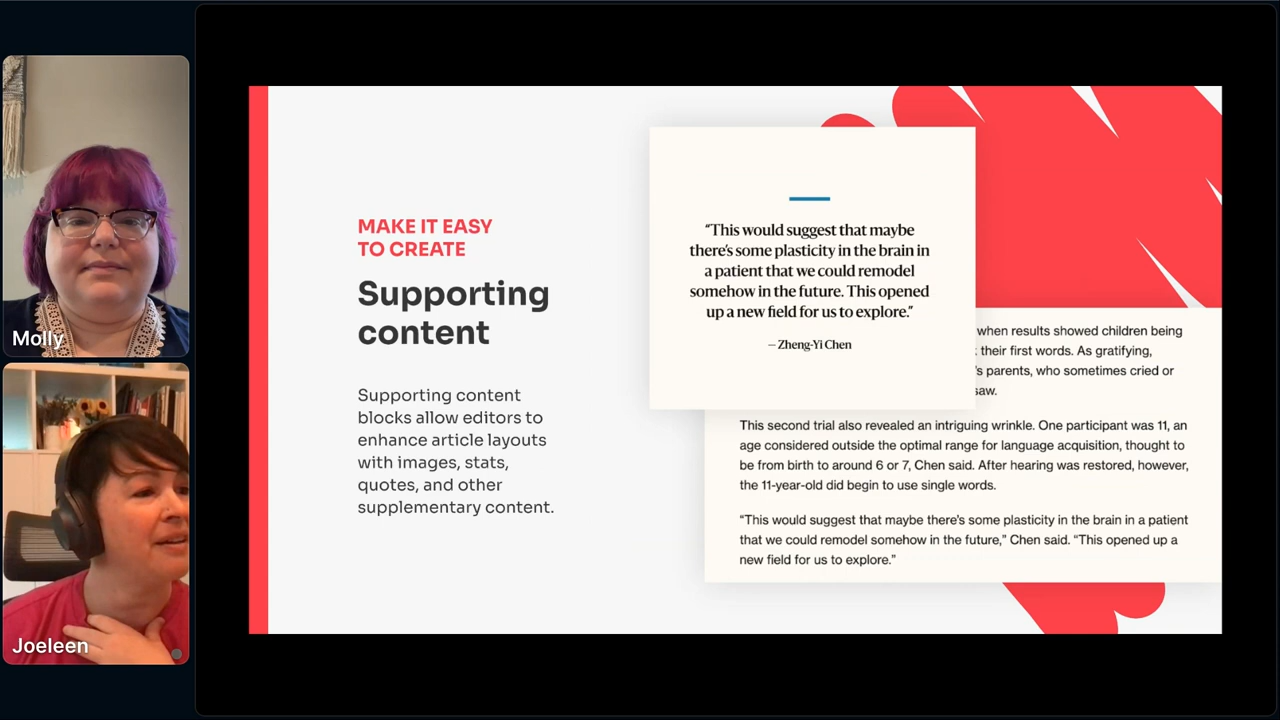 Molly
Joeleen
MAKE IT EASY
TO CREATE
Supporting
content
Supporting content
blocks allow editors to
enhance article layouts
with images, stats,
quotes, and other
supplementary content.
“This would suggest that maybe
there’s some plasticity in the brain in
a patient that we could remodel
somehow in the future. This opened
up a new field for us to explore.”
– Zheng-Yi Chen
when results showed children being
their first words. As gratifying,
’s parents, who sometimes cried or
saw.
This second trial also revealed an intriguing wrinkle. One participant was 11, an
age considered outside the optimal range for language acquisition, thought to
be from birth to around 6 or 7, Chen said. After hearing was restored, however,
the 11-year-old did begin to use single words.
“This would suggest that maybe there’s some plasticity in the brain in a patient
that we could remodel somehow in the future,” Chen said. “This opened up a
new field for us to explore.”